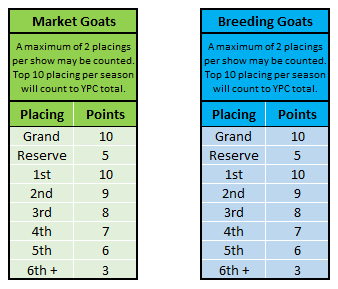 Market Goats
A maximum of 2 placings
per show may be counted.
Top 10 placing per season
will count to YPC total.
Placing Points
Grand 10
Reserve 5
1st 10
2nd 9
3rd 8
4th 7
5th 6
6th + 3
Breeding Goats
A maximum of 2 placings
per show may be counted.
Top 10 placing per season
will count to YPC total.
Placing Points
Grand 10
Reserve 5
1st 10
2nd 9
3rd 8
4th 7
5th 6
6th + 3